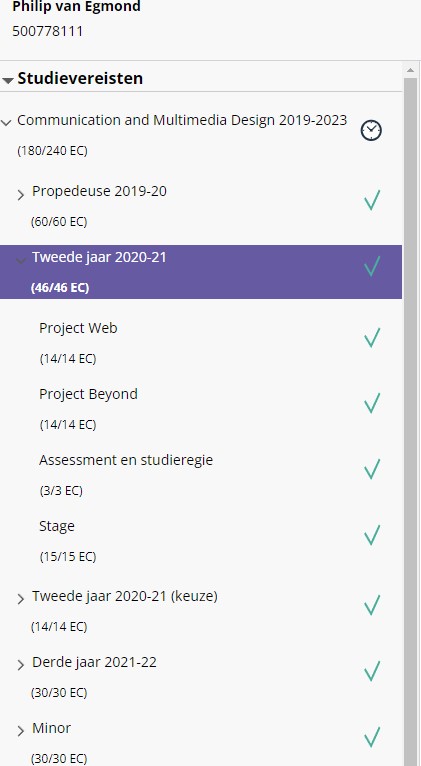 Philip van Egmond
500778111
Studievereisten
Communication and Multimedia Design 2019-2023
(180/240 EC)
Propedeuse 2019-20
(60/60 EC)
Tweede jaar 2020-21
(46/46 EC)
Project Web
(14/14 EC)
Project Beyond
(14/14 EC)
Assessment en studieregie
(3/3 EC)
Stage
(15/15 EC)
Tweede jaar 2020-21 (keuze)
(14/14 EC)
Derde jaar 2021-22
(30/30 EC)
Minor
(30/30 EC)